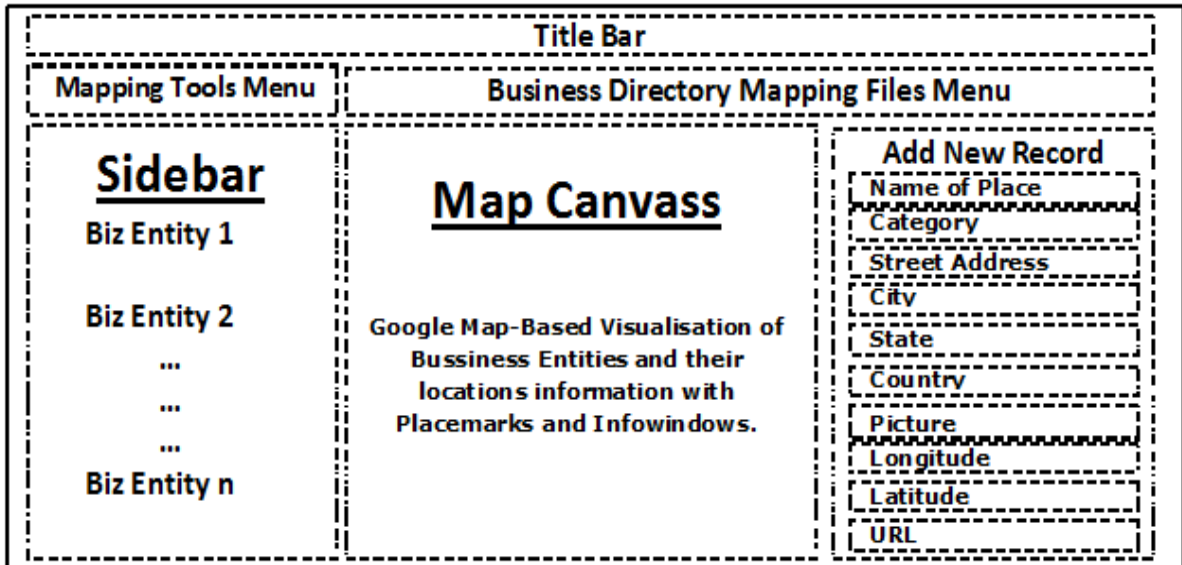 Title Bar
Mapping Tools Menu
Business Directory Mapping Files Menu
Sidebar
Biz Entity 1
Biz Entity 2
...
...
...
Biz Entity n
Map Canvass
Google Map-Based Visualisation of
Bussiness Entities and their
locations information with
Placemarks and Infowindows.
Add New Record
Name of Place
Category
Street Address
City
State
Country
Picture
Longitude
Latitude
URL